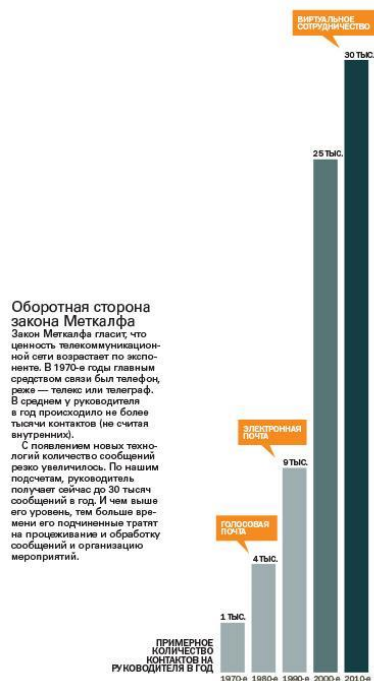 ВИРТУАЛЬНОЕ
СОТРУДНИЧЕСТВО
30 ТЫС.
25 ТЫС.
Оборотная сторона
закона Меткалфа
Закон Меткалфа гласит, что
ценность телекоммуникацион-
ной сети возрастает по экспо-
ненте. В 1970-е годы главным
средством связи был телефон,
реже — телекс или телеграф.
В среднем у руководителя
в год происходило не более
тысячи контактов (не считая
внутренних).
С появлением новых техно-
логий количество сообщений
резко увеличилось. По нашим
подсчетам, руководитель
получает сейчас до 30 тысяч
сообщений в год. И чем выше
его уровень, тем больше вре-
мени его подчиненные тратят
на процеживание и обработку
сообщений и организацию
мероприятий.
ЭЛЕКТРОННАЯ
ПОЧТА
9 ТЫС.
ГОЛОСОВАЯ
ПОЧТА
4 ТЫС.
1 ТЫС.
ПРИМЕРНОЕ
КОЛИЧЕСТВО
КОНТАКТОВ НА
РУКОВОДИТЕЛЯ В ГОД
1970-е 1980-е 1990-е 2000-е 2010-е